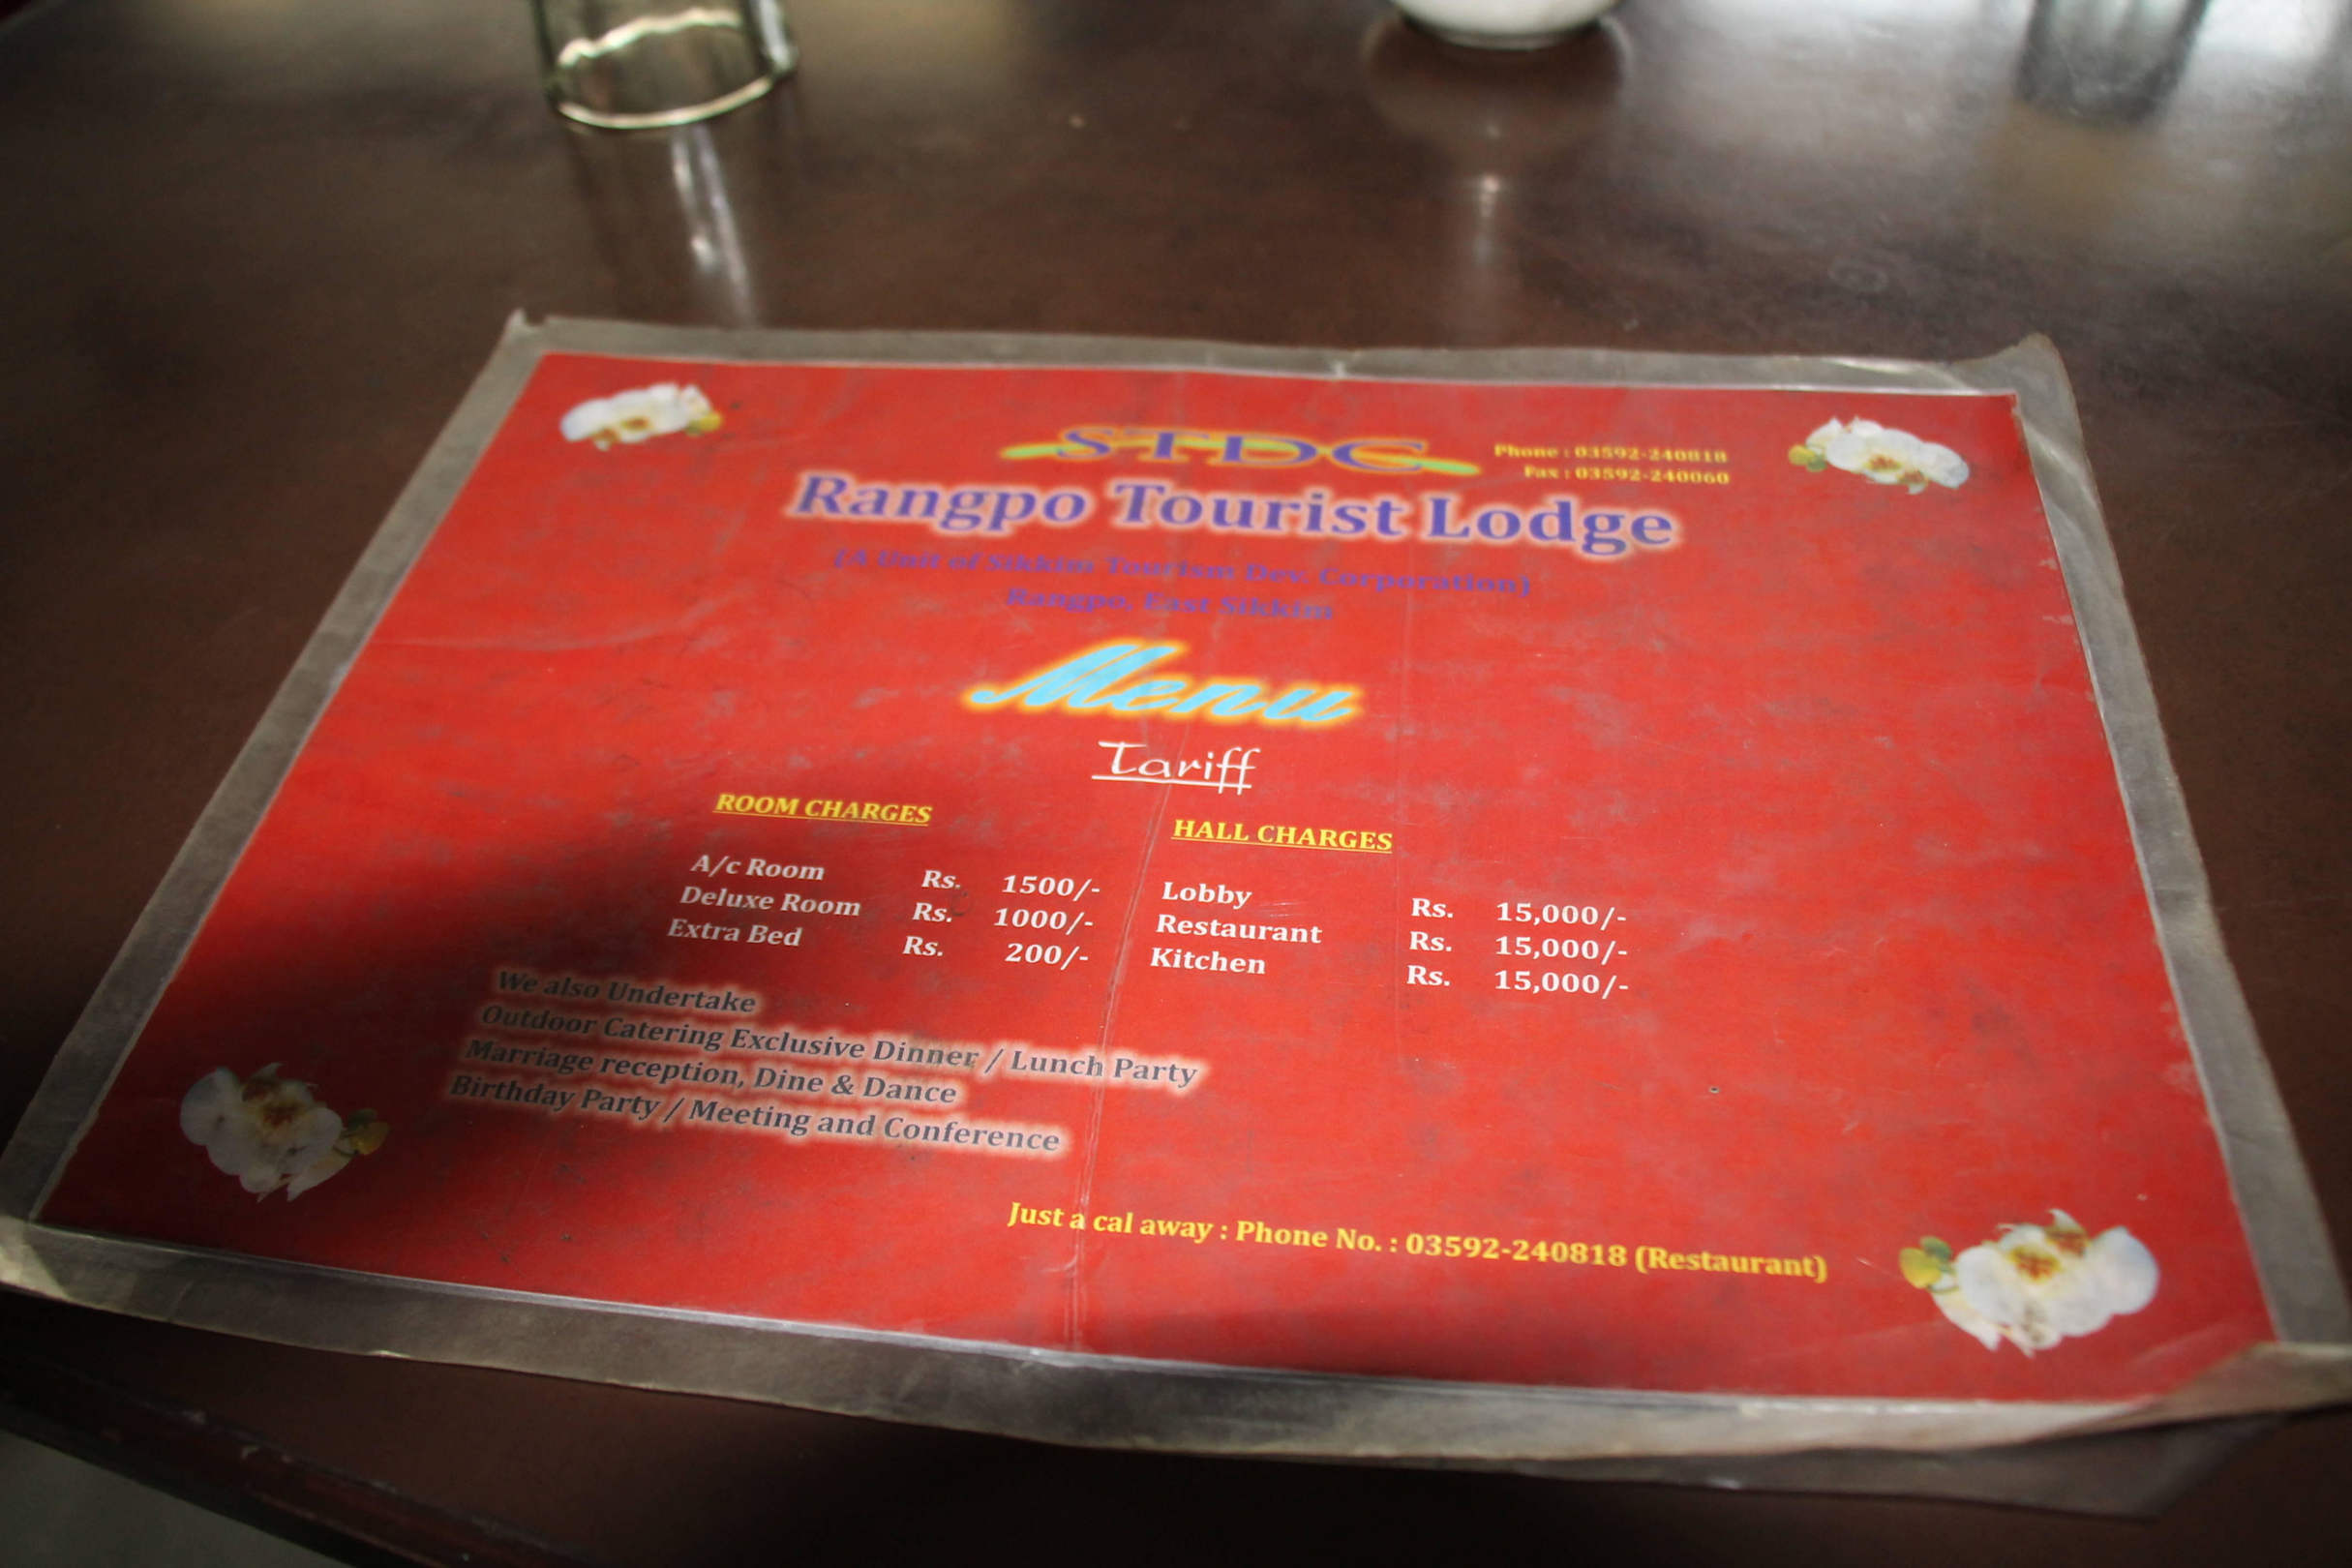 STDC
Phone : 03592-240818
Fax : 03592-240060
Rangpo Tourist Lodge
(A Unit of Sikkim Tourism Dev. Corporation)
Rangpo, East Sikkim
Menu
Tariff
ROOM CHARGES
A/c Room Rs. 1500/-
Deluxe Room Rs. 1000/-
Extra Bed Rs. 200/-
HALL CHARGES
Lobby Rs. 15,000/-
Restaurant Rs. 15,000/-
Kitchen Rs. 15,000/-
We also Undertake
Outdoor Catering Exclusive Dinner / Lunch Party
Marriage reception, Dine & Dance
Birthday Party / Meeting and Conference
Just a cal away : Phone No. : 03592-240818 (Restaurant)